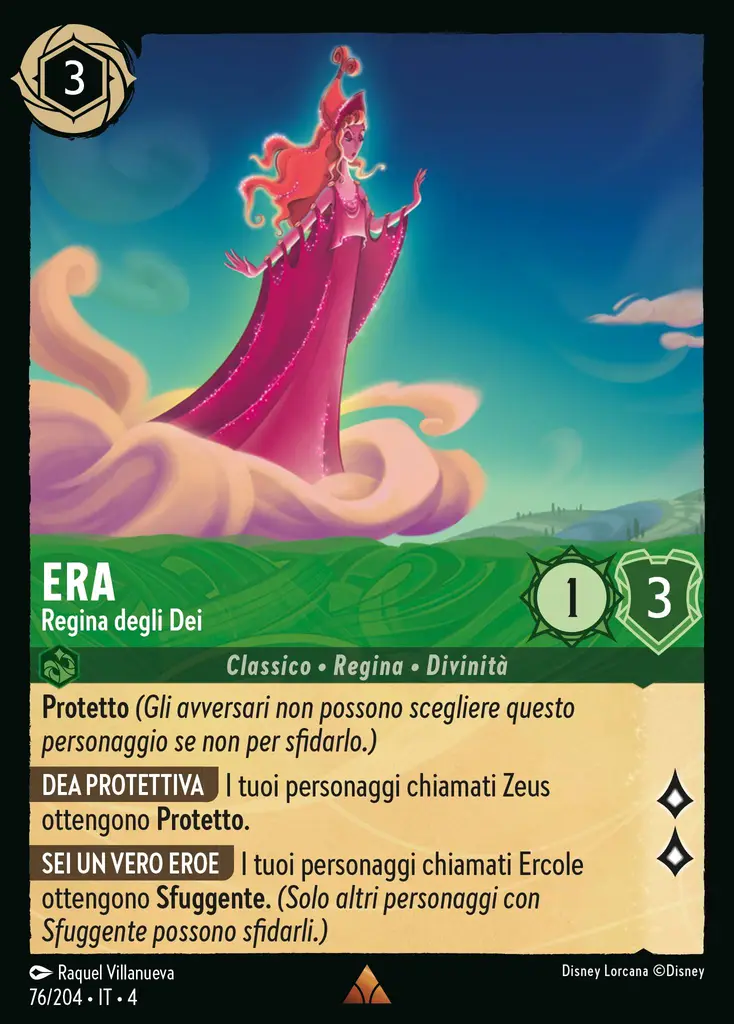 3
ERA
Regina degli Dei
1
3
Classico • Regina • Divinità
Protetto (Gli avversari non possono scegliere questo
personaggio se non per sfidarlo.)
DEA PROTETTIVA I tuoi personaggi chiamati Zeus
ottengono Protetto.
SEI UN VERO EROE I tuoi personaggi chiamati Ercole
ottengono Sfuggente. (Solo altri personaggi con
Sfuggente possono sfidarli.)
Raquel Villanueva
Disney Lorcana ©Disney
76/204 • IT • 4